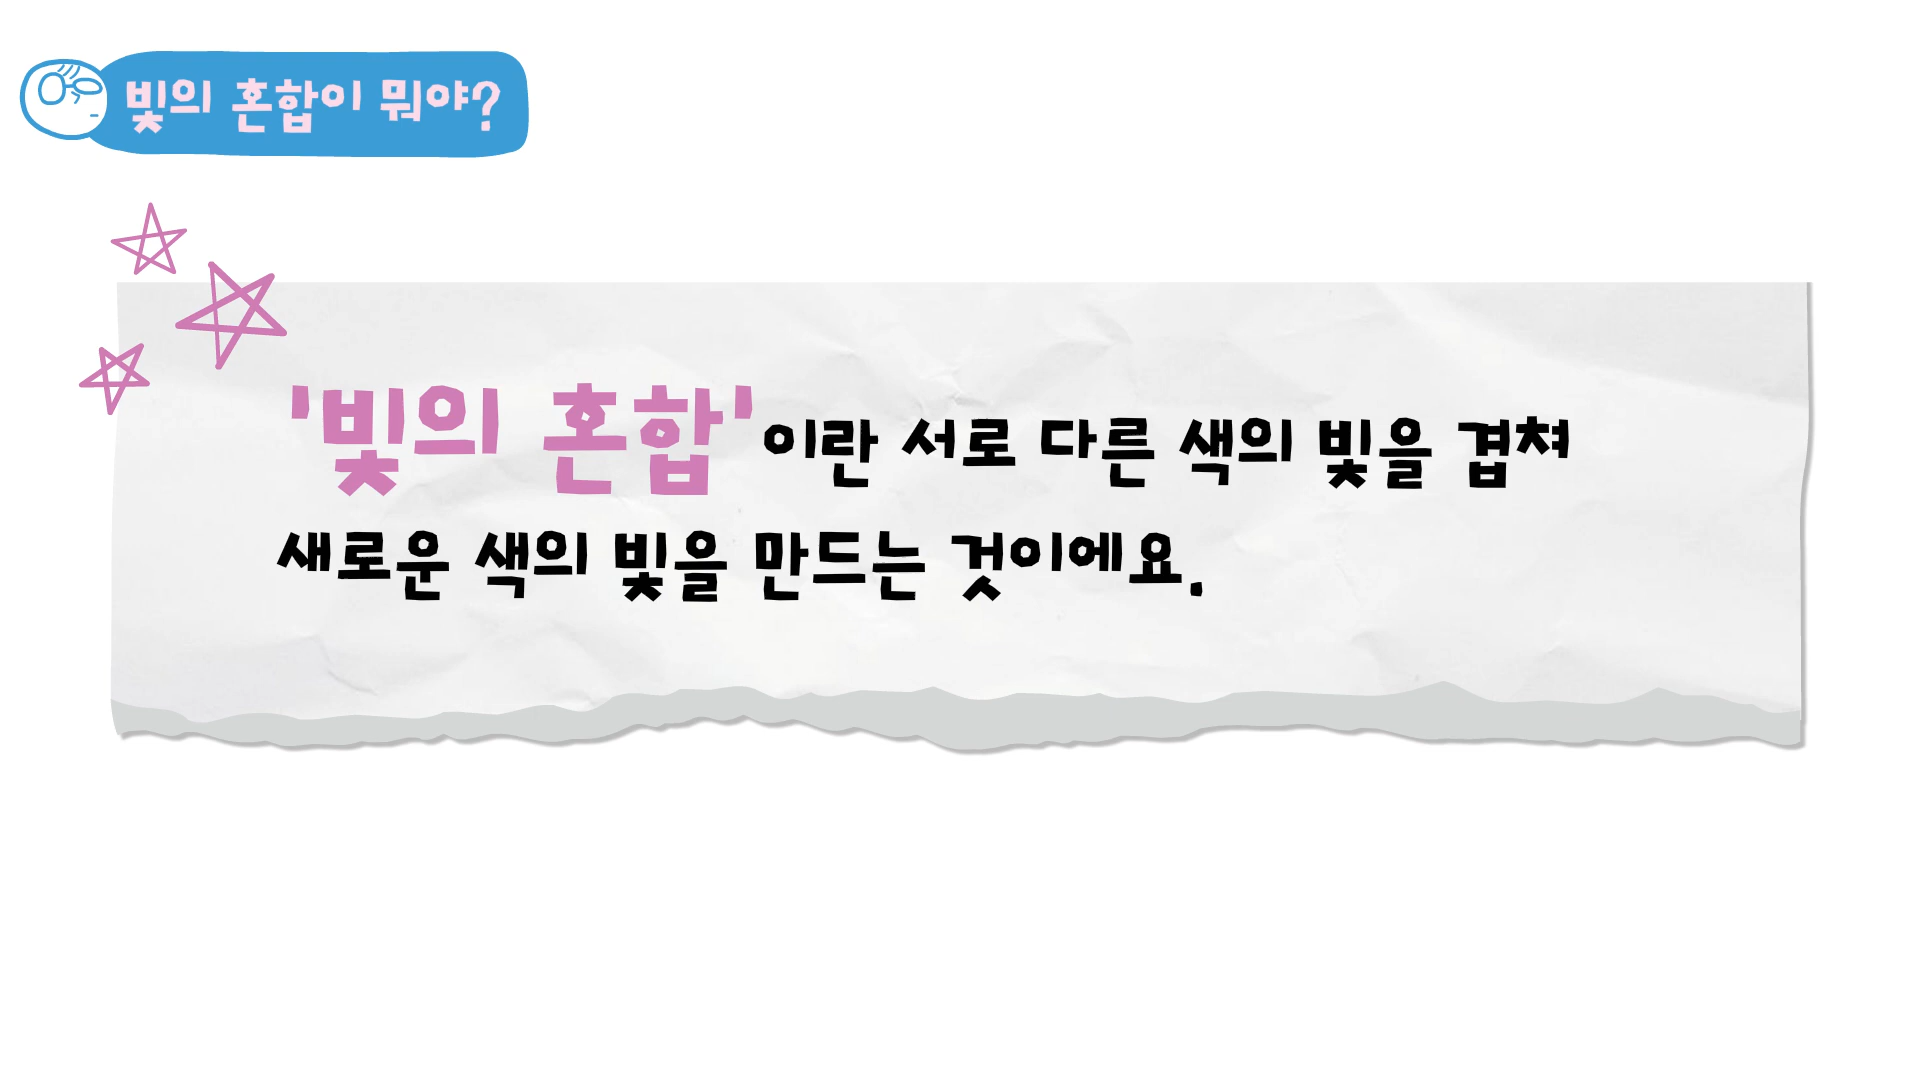 빛의 혼합이 뭐야?
'빛의 혼합'이란 서로 다른 색의 빛을 겹쳐
새로운 색의 빛을 만드는 것이에요.